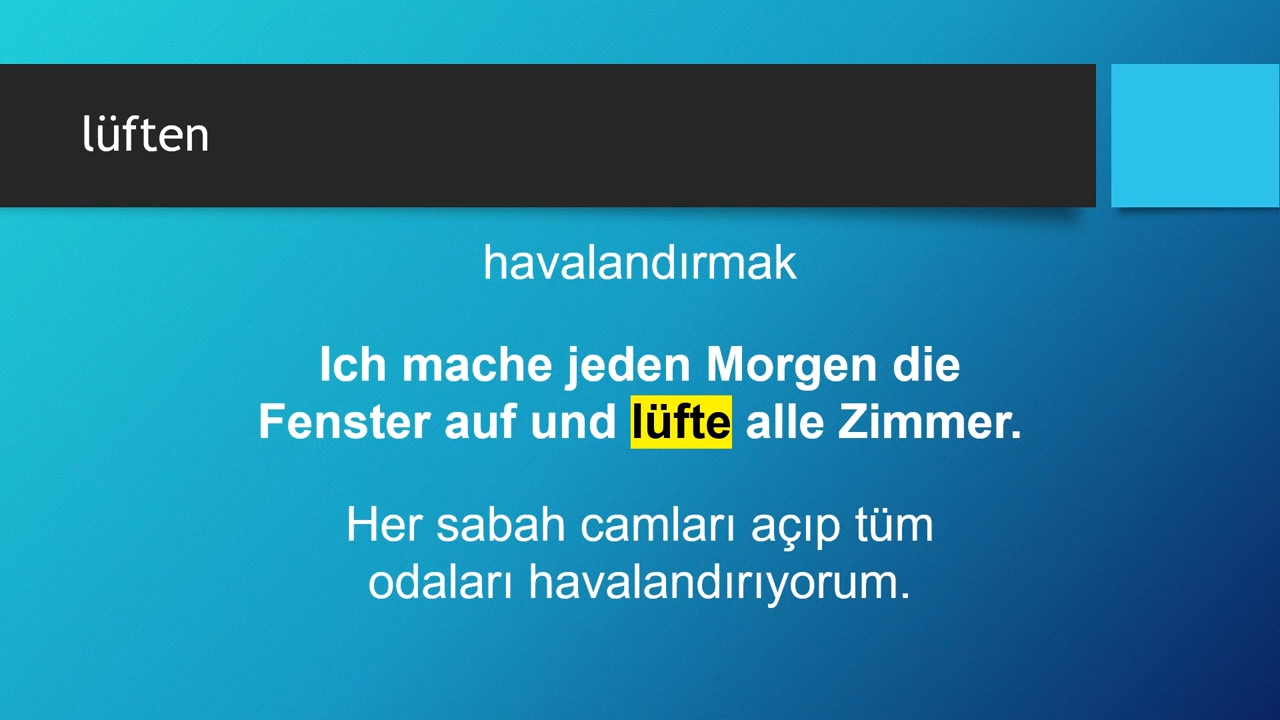 lüften
havalandırmak
Ich mache jeden Morgen die
Fenster auf und lüfte alle Zimmer.
Her sabah camları açıp tüm
odaları havalandırıyorum.